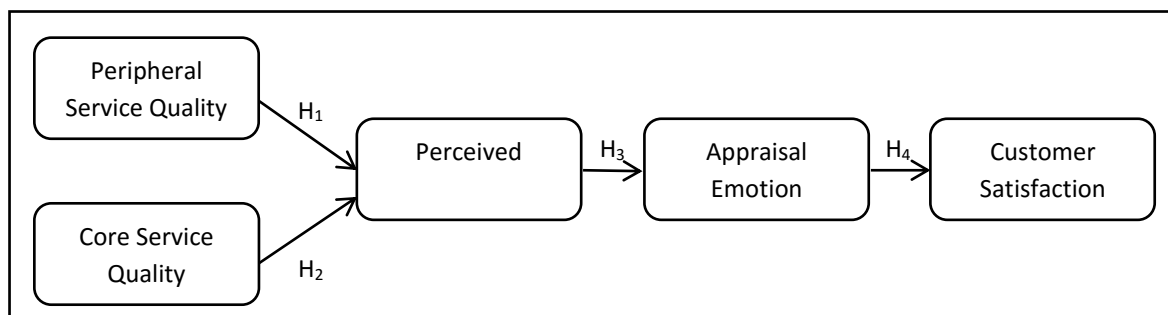 Peripheral
Service Quality
H₁
Perceived
H₃
Appraisal
Emotion
H₄
Customer
Satisfaction
Core Service
Quality
H₂